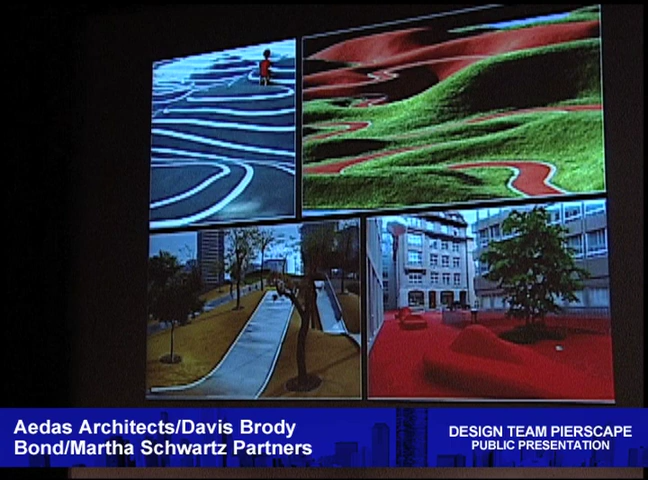 Aedas Architects/Davis Brody
Bond/Martha Schwartz Partners
DESIGN TEAM PIERSCAPE
PUBLIC PRESENTATION